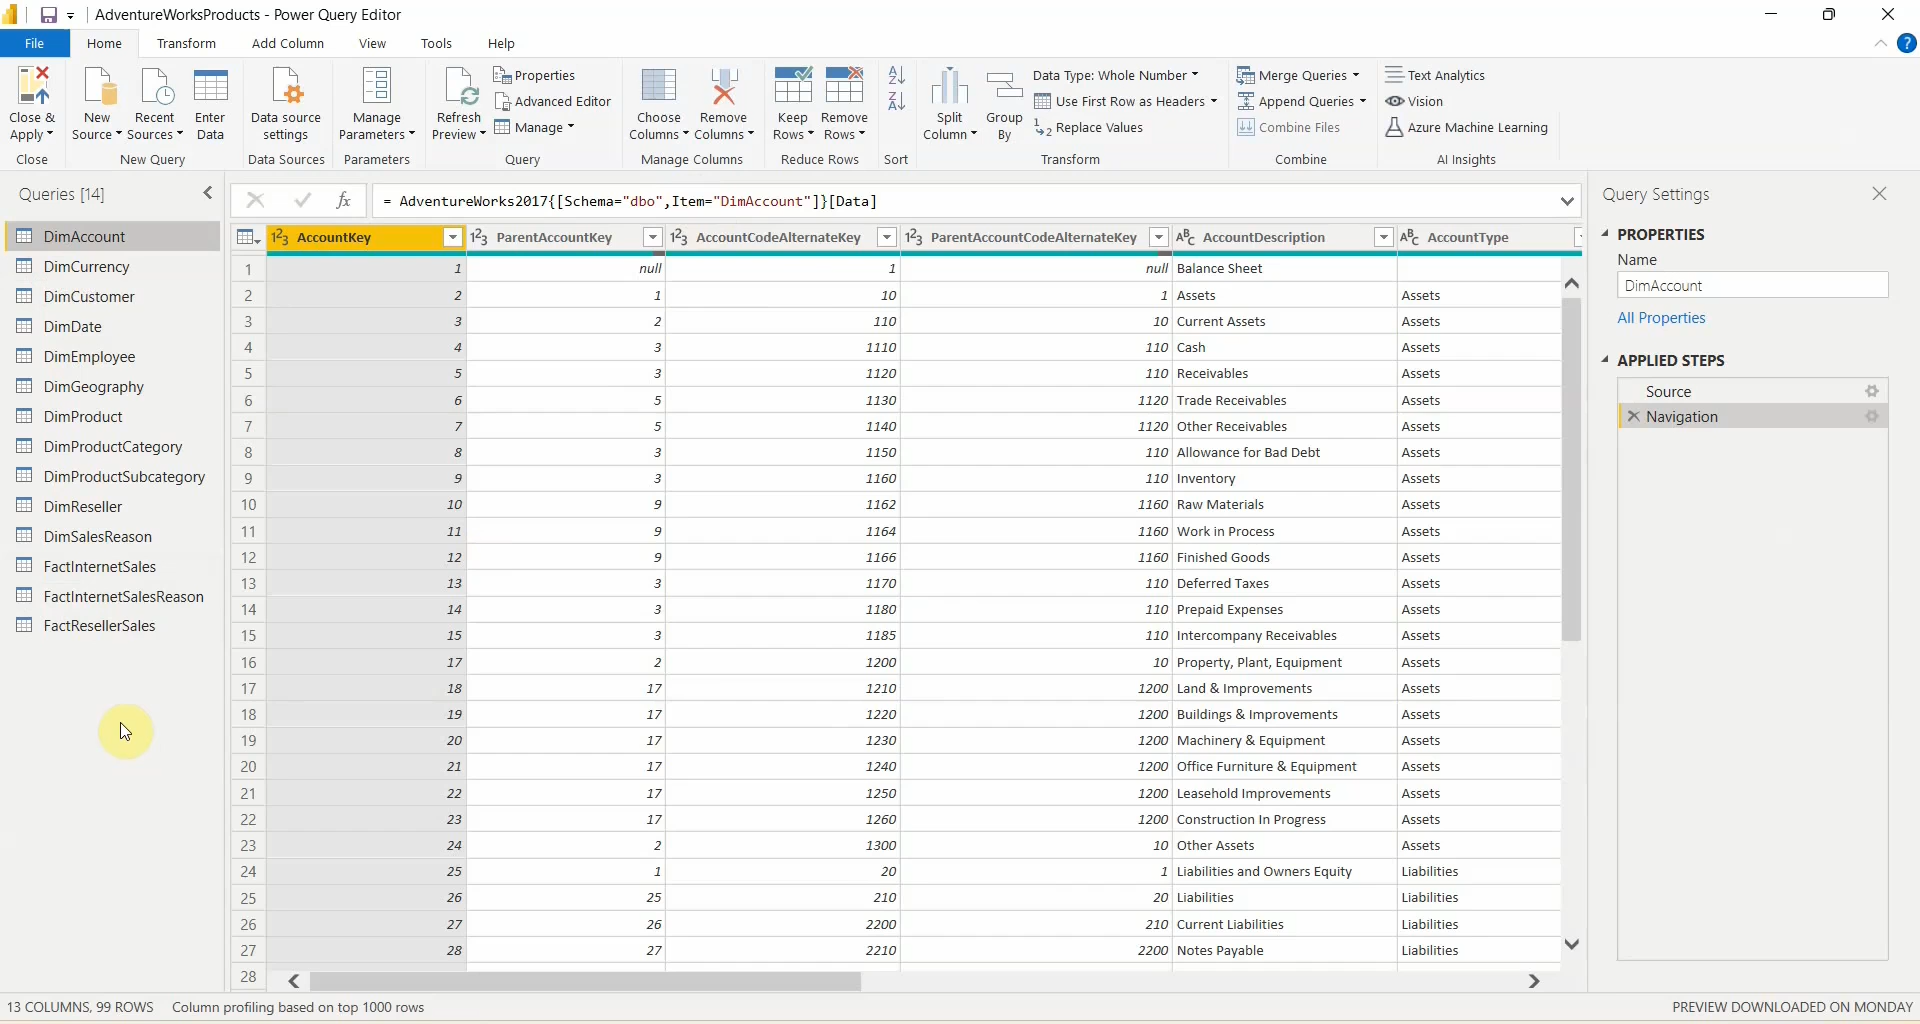 AdventureWorksProducts - Power Query Editor
File Home Transform Add Column View Tools Help
Close & Apply
Close
New Source
Recent Sources
Enter Data
New Query
Data source settings
Data Sources
Manage Parameters
Parameters
Refresh Preview
Properties
Advanced Editor
Manage
Query
Choose Columns
Remove Columns
Manage Columns
Keep Rows
Remove Rows
Reduce Rows
Sort
Split Column
Group By
Data Type: Whole Number
Use First Row as Headers
Replace Values
Transform
Merge Queries
Append Queries
Combine Files
Combine
Text Analytics
Vision
Azure Machine Learning
AI Insights
Queries [14]
DimAccount
DimCurrency
DimCustomer
DimDate
DimEmployee
DimGeography
DimProduct
DimProductCategory
DimProductSubcategory
DimReseller
DimSalesReason
FactInternetSales
FactInternetSalesReason
FactResellerSales
fx = AdventureWorks2017{[Schema="dbo",Item="DimAccount"]}[Data]
AccountKey ParentAccountKey AccountCodeAlternateKey ParentAccountCodeAlternateKey AccountDescription AccountType
1 1 null 1 null Balance Sheet
2 2 1 10 1 Assets Assets
3 3 2 110 10 Current Assets Assets
4 4 3 1110 110 Cash Assets
5 5 3 1120 110 Receivables Assets
6 6 5 1130 1120 Trade Receivables Assets
7 7 5 1140 1120 Other Receivables Assets
8 8 3 1150 110 Allowance for Bad Debt Assets
9 9 3 1160 110 Inventory Assets
10 10 9 1162 1160 Raw Materials Assets
11 11 9 1164 1160 Work in Process Assets
12 12 9 1166 1160 Finished Goods Assets
13 13 3 1170 110 Deferred Taxes Assets
14 14 3 1180 110 Prepaid Expenses Assets
15 15 3 1185 110 Intercompany Receivables Assets
16 17 2 1200 10 Property, Plant, Equipment Assets
17 18 17 1210 1200 Land & Improvements Assets
18 19 17 1220 1200 Buildings & Improvements Assets
19 20 17 1230 1200 Machinery & Equipment Assets
20 21 17 1240 1200 Office Furniture & Equipment Assets
21 22 17 1250 1200 Leasehold Improvements Assets
22 23 17 1260 1200 Construction In Progress Assets
23 24 2 1300 10 Other Assets Assets
24 25 1 20 1 Liabilities and Owners Equity Liabilities
25 26 25 210 20 Liabilities Liabilities
26 27 26 2200 210 Current Liabilities Liabilities
27 28 27 2210 2200 Notes Payable Liabilities
28
Query Settings
PROPERTIES
Name
DimAccount
All Properties
APPLIED STEPS
Source
Navigation
13 COLUMNS, 99 ROWS Column profiling based on top 1000 rows PREVIEW DOWNLOADED ON MONDAY